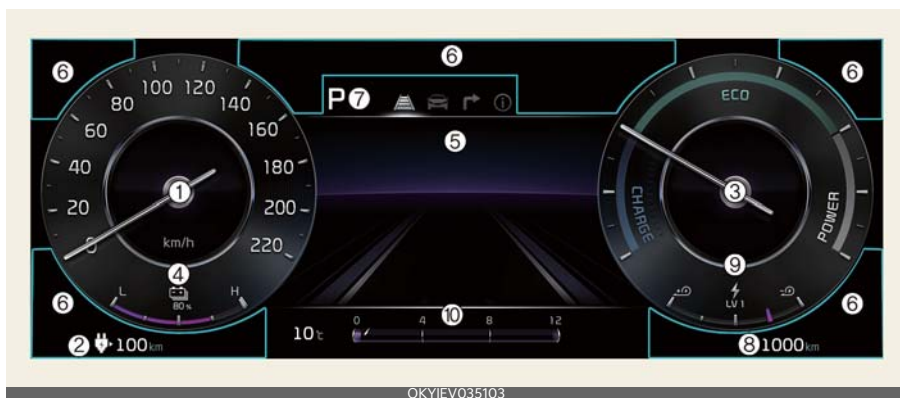 ⑥ ⑥ ⑥
P ⑦
⑤
0 20 40 60 80 100 120 140 160 180 200 220
①
km/h
④
L H
80%
ECO
CHARGE
POWER
③
⑨
LV 1
⑥ ⑥
② 100km
⑩
0 4 8 12
10℃
⑧ 1000km
OKYIEV035103